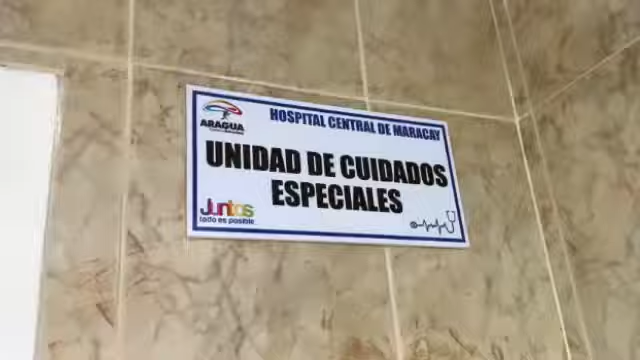 HOSPITAL CENTRAL DE MARACAY
ARAGUA
UNIDAD DE CUIDADOS
ESPECIALES
Juntos
todo es posible